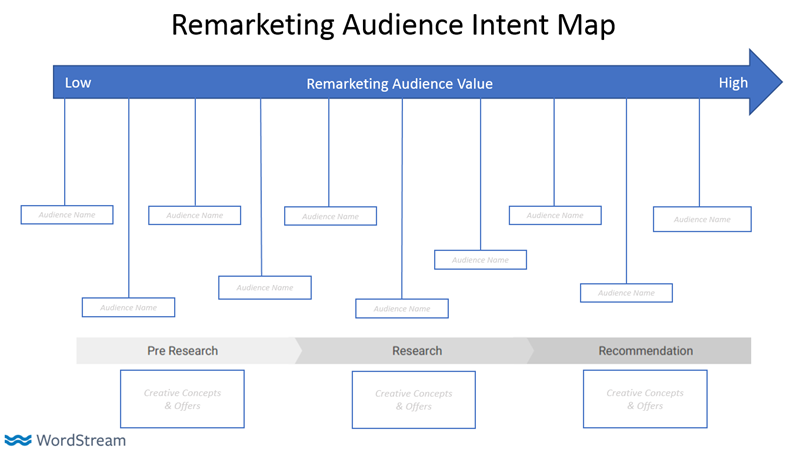 Remarketing Audience Intent Map
Low Remarketing Audience Value High
Audience Name
Audience Name
Audience Name
Audience Name
Audience Name
Audience Name
Audience Name
Audience Name
Audience Name
Audience Name
Pre Research Research Recommendation
Creative Concepts
& Offers
Creative Concepts
& Offers
Creative Concepts
& Offers
WordStream